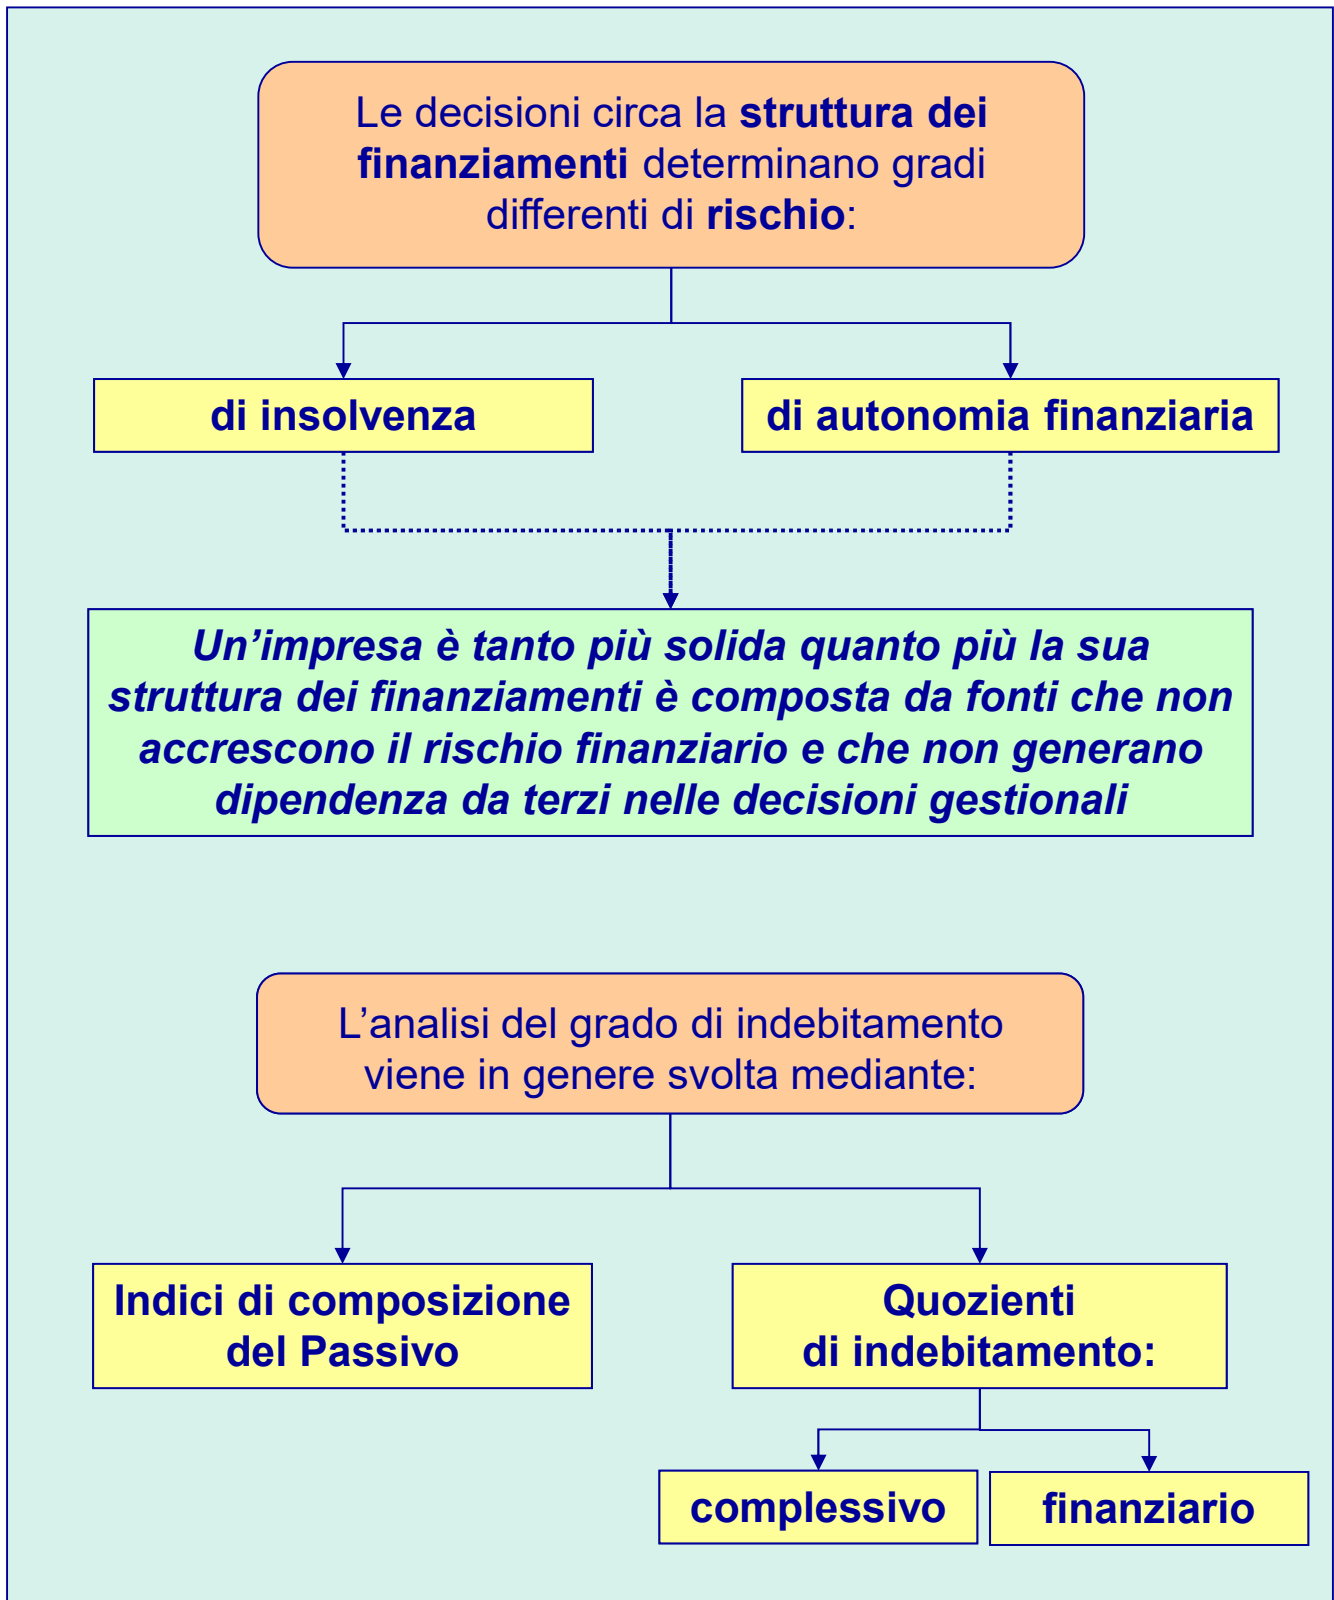 Le decisioni circa la struttura dei
finanziamenti determinano gradi
differenti di rischio:
di insolvenza
di autonomia finanziaria
Un’impresa è tanto più solida quanto più la sua
struttura dei finanziamenti è composta da fonti che non
accrescono il rischio finanziario e che non generano
dipendenza da terzi nelle decisioni gestionali
L’analisi del grado di indebitamento
viene in genere svolta mediante:
Indici di composizione
del Passivo
Quozienti
di indebitamento:
complessivo
finanziario